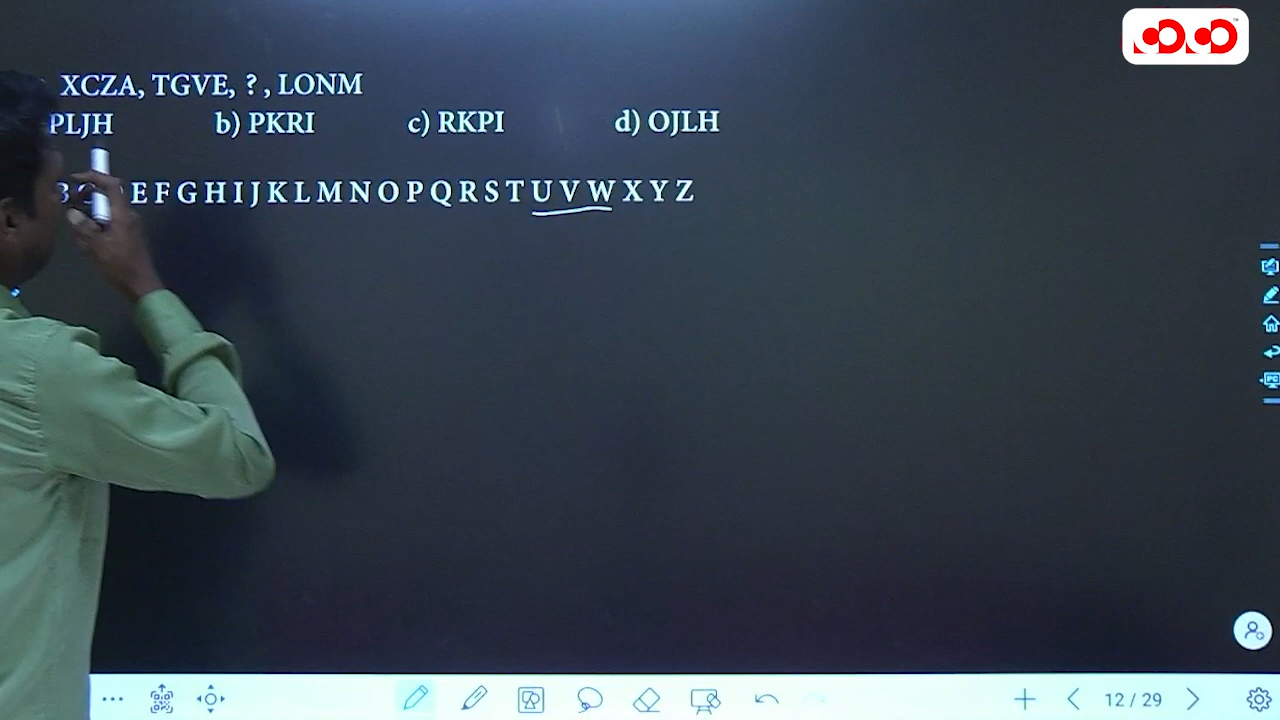 XCZA, TGVE, ? , LONM
PLJH b) PKRI c) RKPI d) OJLH
E F G H I J K L M N O P Q R S T U V W X Y Z
12 / 29